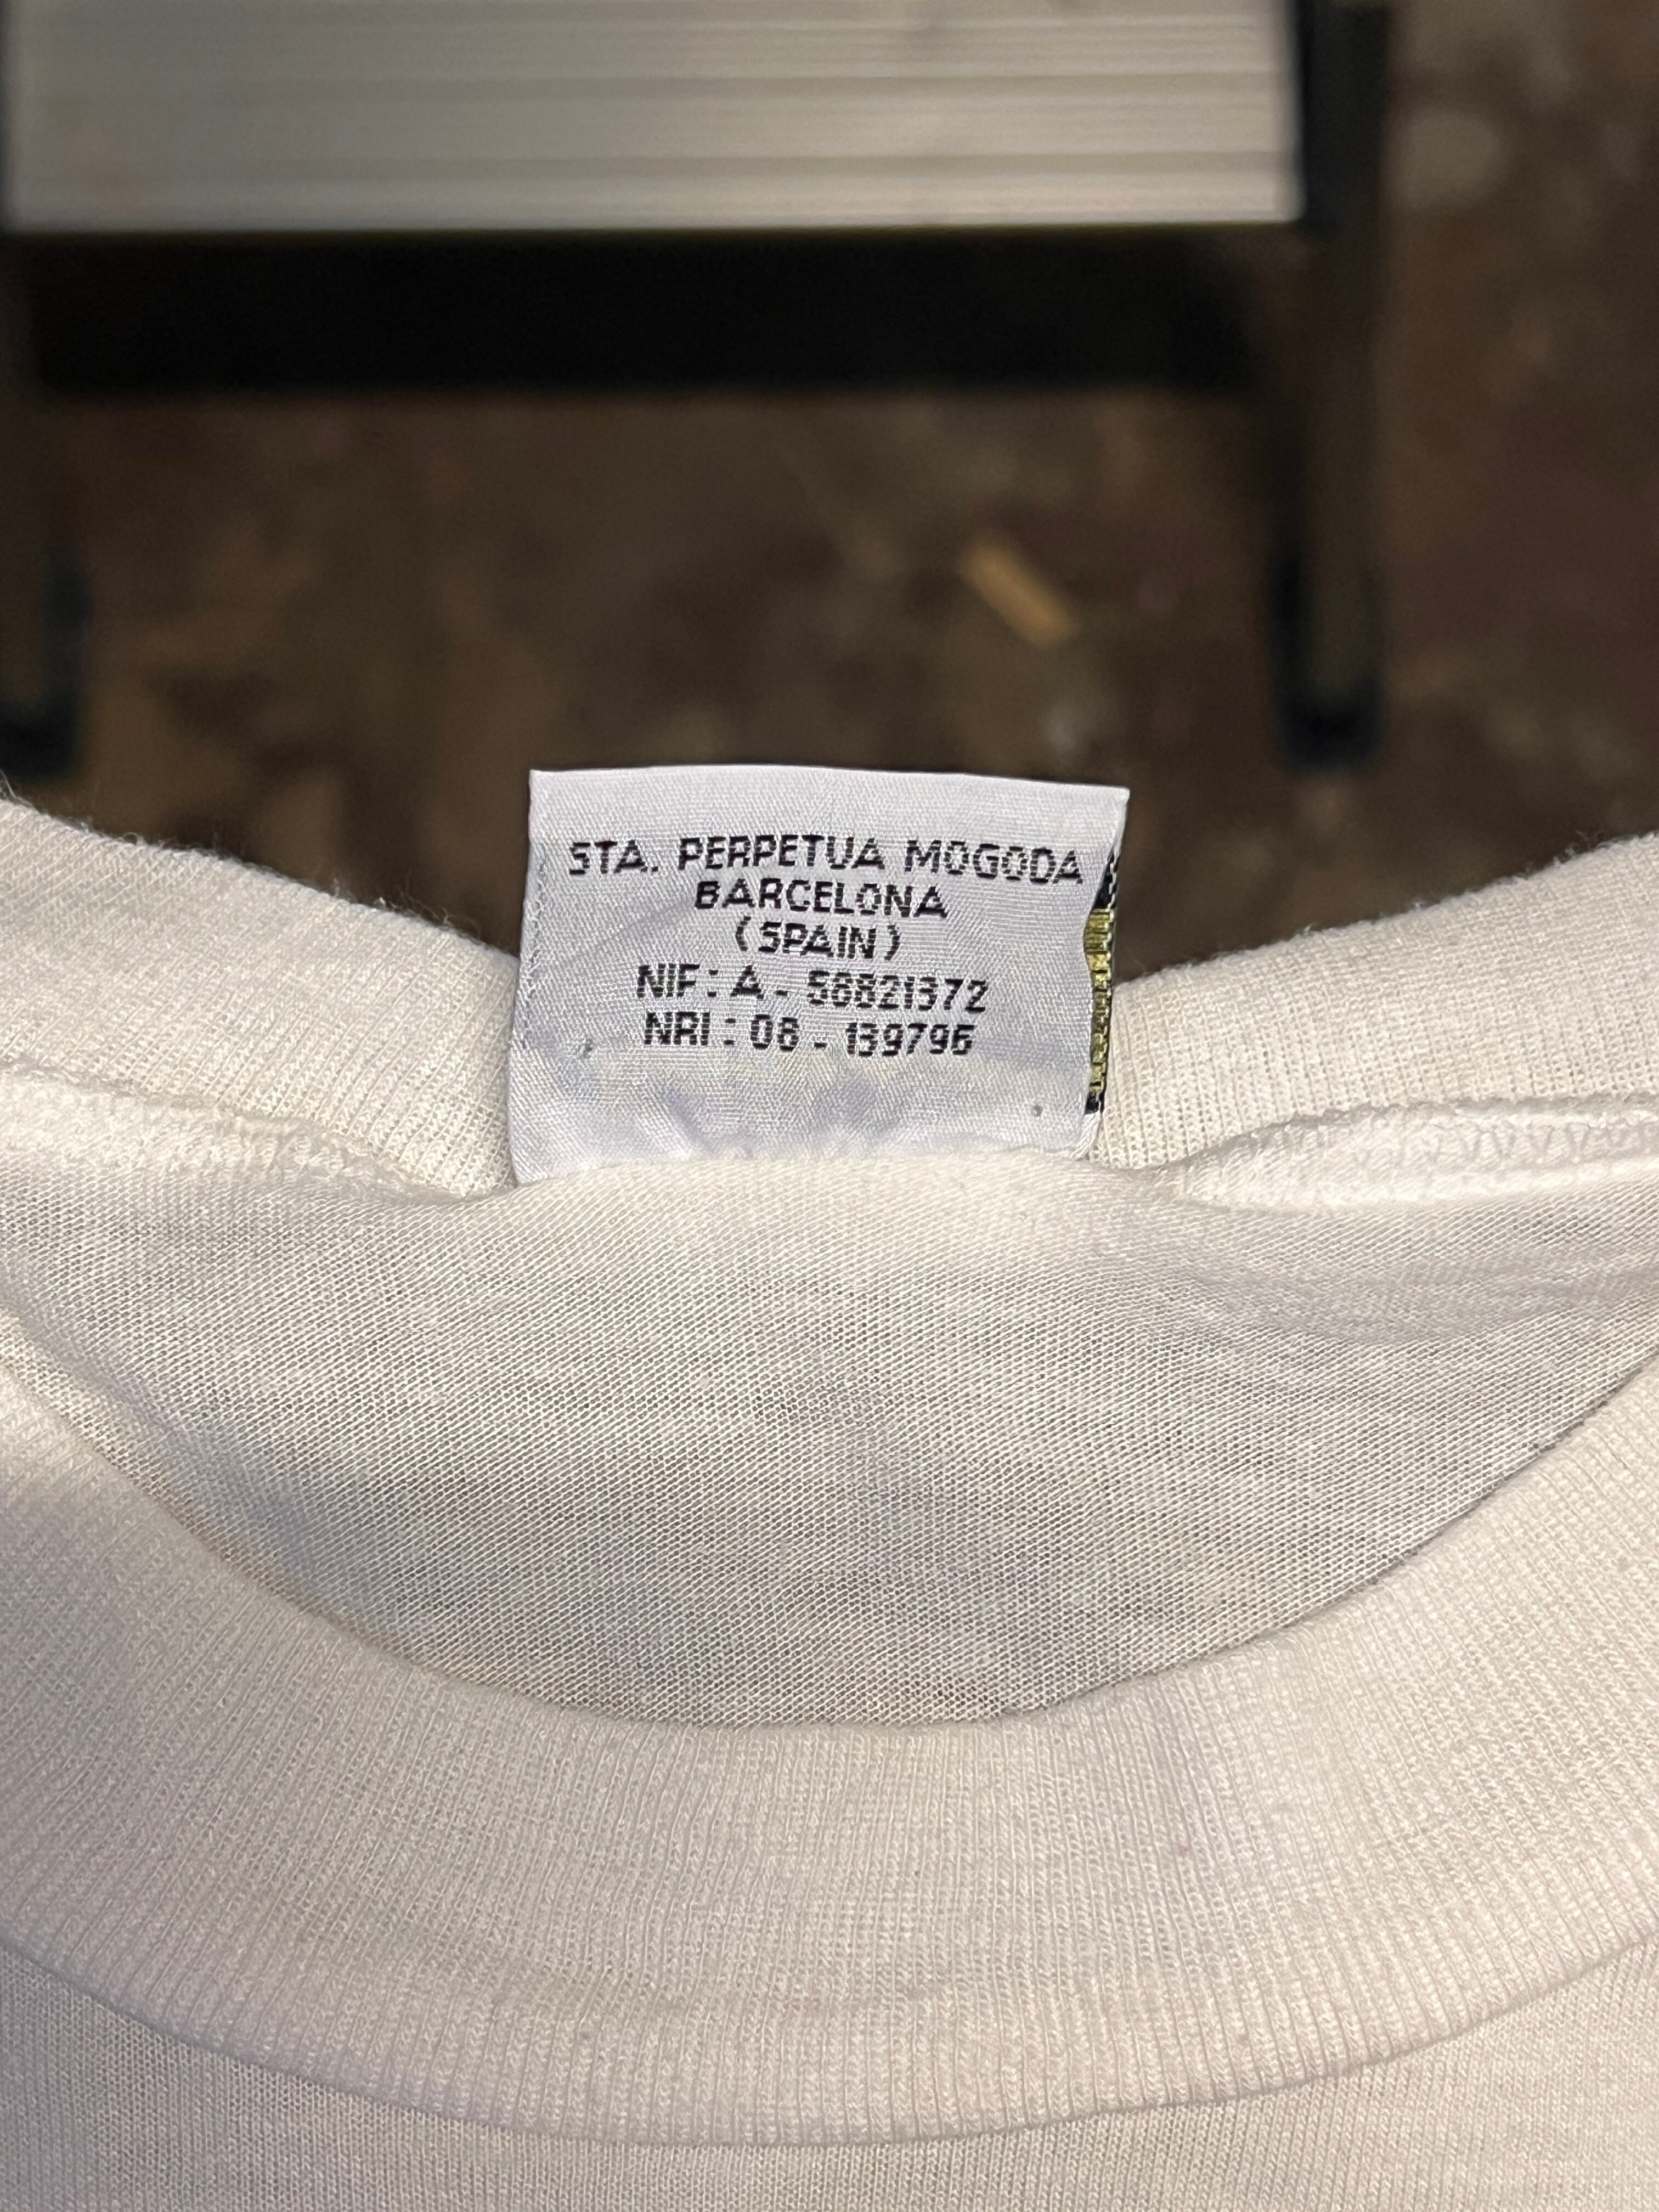 STA. PERPETUA MOGODA
BARCELONA
(SPAIN)
NIF: A - 58821372
NRI : 08 - 139796